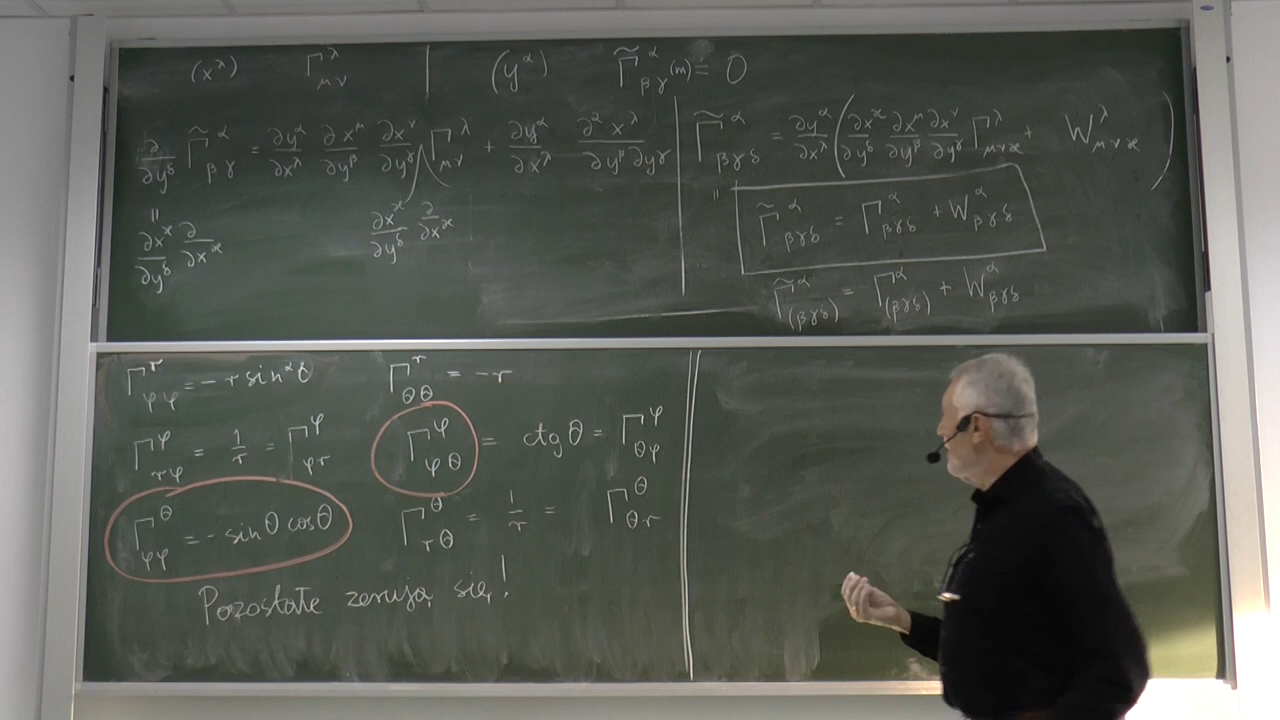 (x^λ) Γ^λ_{μν} | (y^α) Γ̃^α_{βγ}(m) = 0
∂/∂y^δ Γ̃^α_{βγ} = ∂y^α/∂x^λ ∂x^μ/∂y^β ∂x^ν/∂y^γ Γ^λ_{μν} + ∂y^α/∂x^λ ∂²x^λ/∂y^β∂y^γ
|| ∂x^ϰ/∂y^δ ∂/∂x^ϰ
∂x^ϰ/∂y^δ ∂/∂x^ϰ
Γ̃^α_{βγδ} = ∂y^α/∂x^λ (∂x^ϰ/∂y^δ ∂x^μ/∂y^β ∂x^ν/∂y^γ Γ^λ_{μνϰ} + W^λ_{μνϰ})
|| Γ̃^α_{βγδ} = Γ^α_{βγδ} + W^α_{βγδ}
Γ̃^α_{(βγδ)} = Γ^α_{(βγδ)} + W^α_{βγδ}
Γ^r_{φφ} = -r sin²θ Γ^r_{θθ} = -r
Γ^φ_{rφ} = 1/r = Γ^φ_{φr} Γ^φ_{φθ} = ctg θ = Γ^φ_{θφ}
Γ^θ_{φφ} = - sin θ cos θ Γ^θ_{rθ} = 1/r = Γ^θ_{θr}
Pozostałe zerują się!